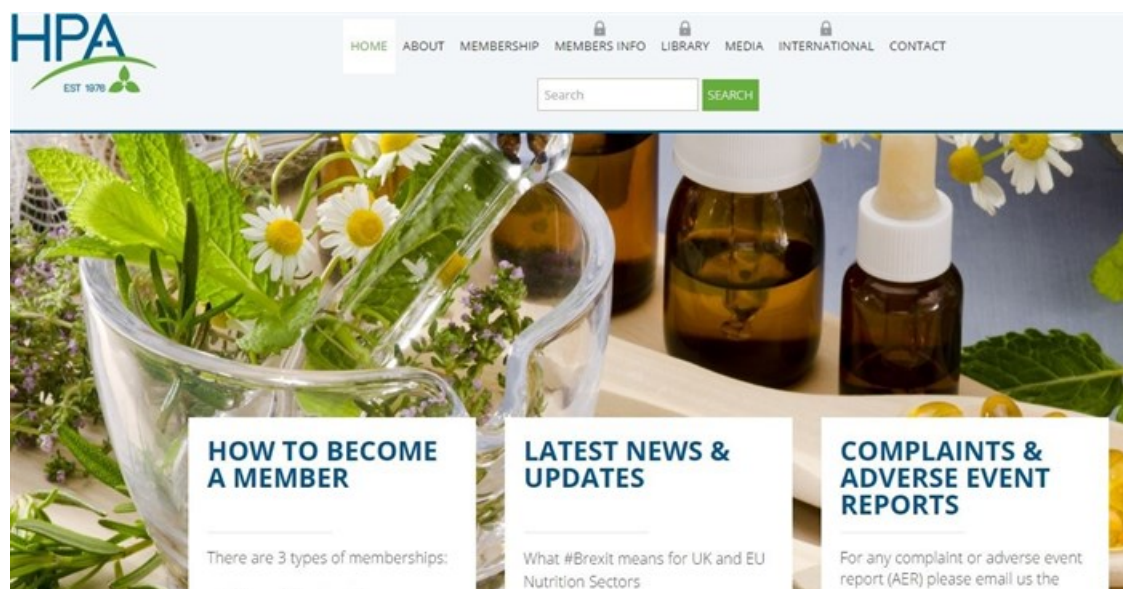 HPA
EST 1976
HOME ABOUT MEMBERSHIP MEMBERS INFO LIBRARY MEDIA INTERNATIONAL CONTACT
Search SEARCH
HOW TO BECOME
A MEMBER
There are 3 types of memberships:
LATEST NEWS &
UPDATES
What #Brexit means for UK and EU
Nutrition Sectors
COMPLAINTS &
ADVERSE EVENT
REPORTS
For any complaint or adverse event
report (AER) please email us the